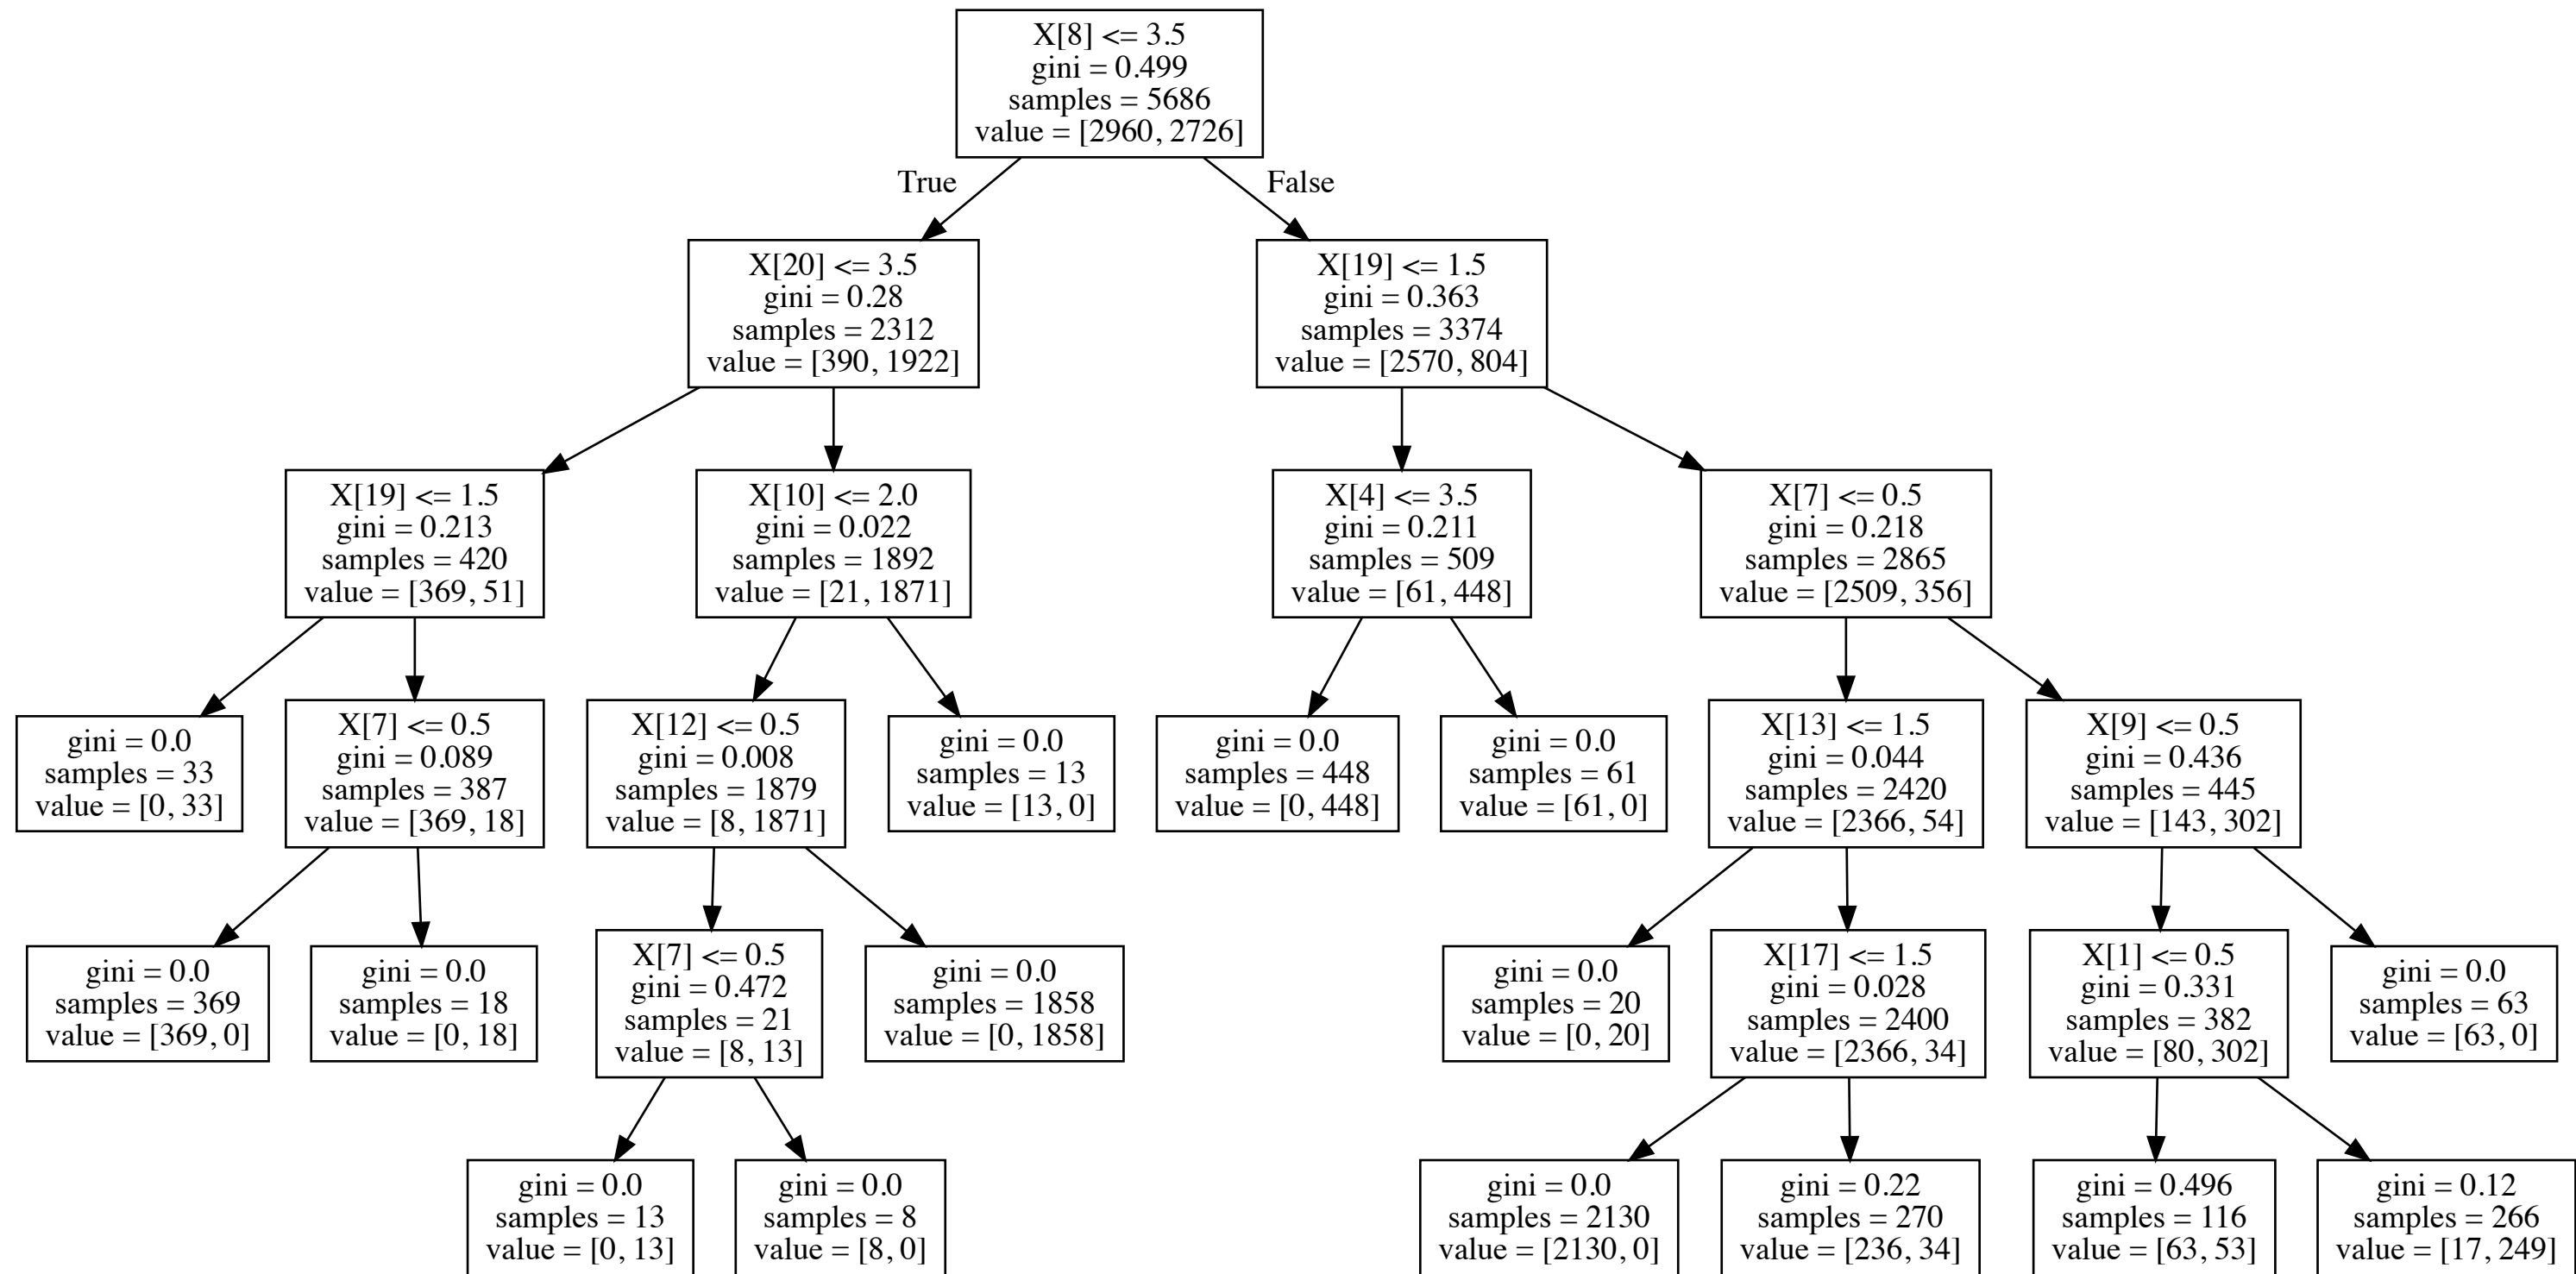 X[8] <= 3.5
gini = 0.499
samples = 5686
value = [2960, 2726]
True
False
X[20] <= 3.5
gini = 0.28
samples = 2312
value = [390, 1922]
X[19] <= 1.5
gini = 0.363
samples = 3374
value = [2570, 804]
X[19] <= 1.5
gini = 0.213
samples = 420
value = [369, 51]
X[10] <= 2.0
gini = 0.022
samples = 1892
value = [21, 1871]
X[4] <= 3.5
gini = 0.211
samples = 509
value = [61, 448]
X[7] <= 0.5
gini = 0.218
samples = 2865
value = [2509, 356]
gini = 0.0
samples = 33
value = [0, 33]
X[7] <= 0.5
gini = 0.089
samples = 387
value = [369, 18]
X[12] <= 0.5
gini = 0.008
samples = 1879
value = [8, 1871]
gini = 0.0
samples = 13
value = [13, 0]
gini = 0.0
samples = 448
value = [0, 448]
gini = 0.0
samples = 61
value = [61, 0]
X[13] <= 1.5
gini = 0.044
samples = 2420
value = [2366, 54]
X[9] <= 0.5
gini = 0.436
samples = 445
value = [143, 302]
gini = 0.0
samples = 369
value = [369, 0]
gini = 0.0
samples = 18
value = [0, 18]
X[7] <= 0.5
gini = 0.472
samples = 21
value = [8, 13]
gini = 0.0
samples = 1858
value = [0, 1858]
gini = 0.0
samples = 20
value = [0, 20]
X[17] <= 1.5
gini = 0.028
samples = 2400
value = [2366, 34]
X[1] <= 0.5
gini = 0.331
samples = 382
value = [80, 302]
gini = 0.0
samples = 63
value = [63, 0]
gini = 0.0
samples = 13
value = [0, 13]
gini = 0.0
samples = 8
value = [8, 0]
gini = 0.0
samples = 2130
value = [2130, 0]
gini = 0.22
samples = 270
value = [236, 34]
gini = 0.496
samples = 116
value = [63, 53]
gini = 0.12
samples = 266
value = [17, 249]